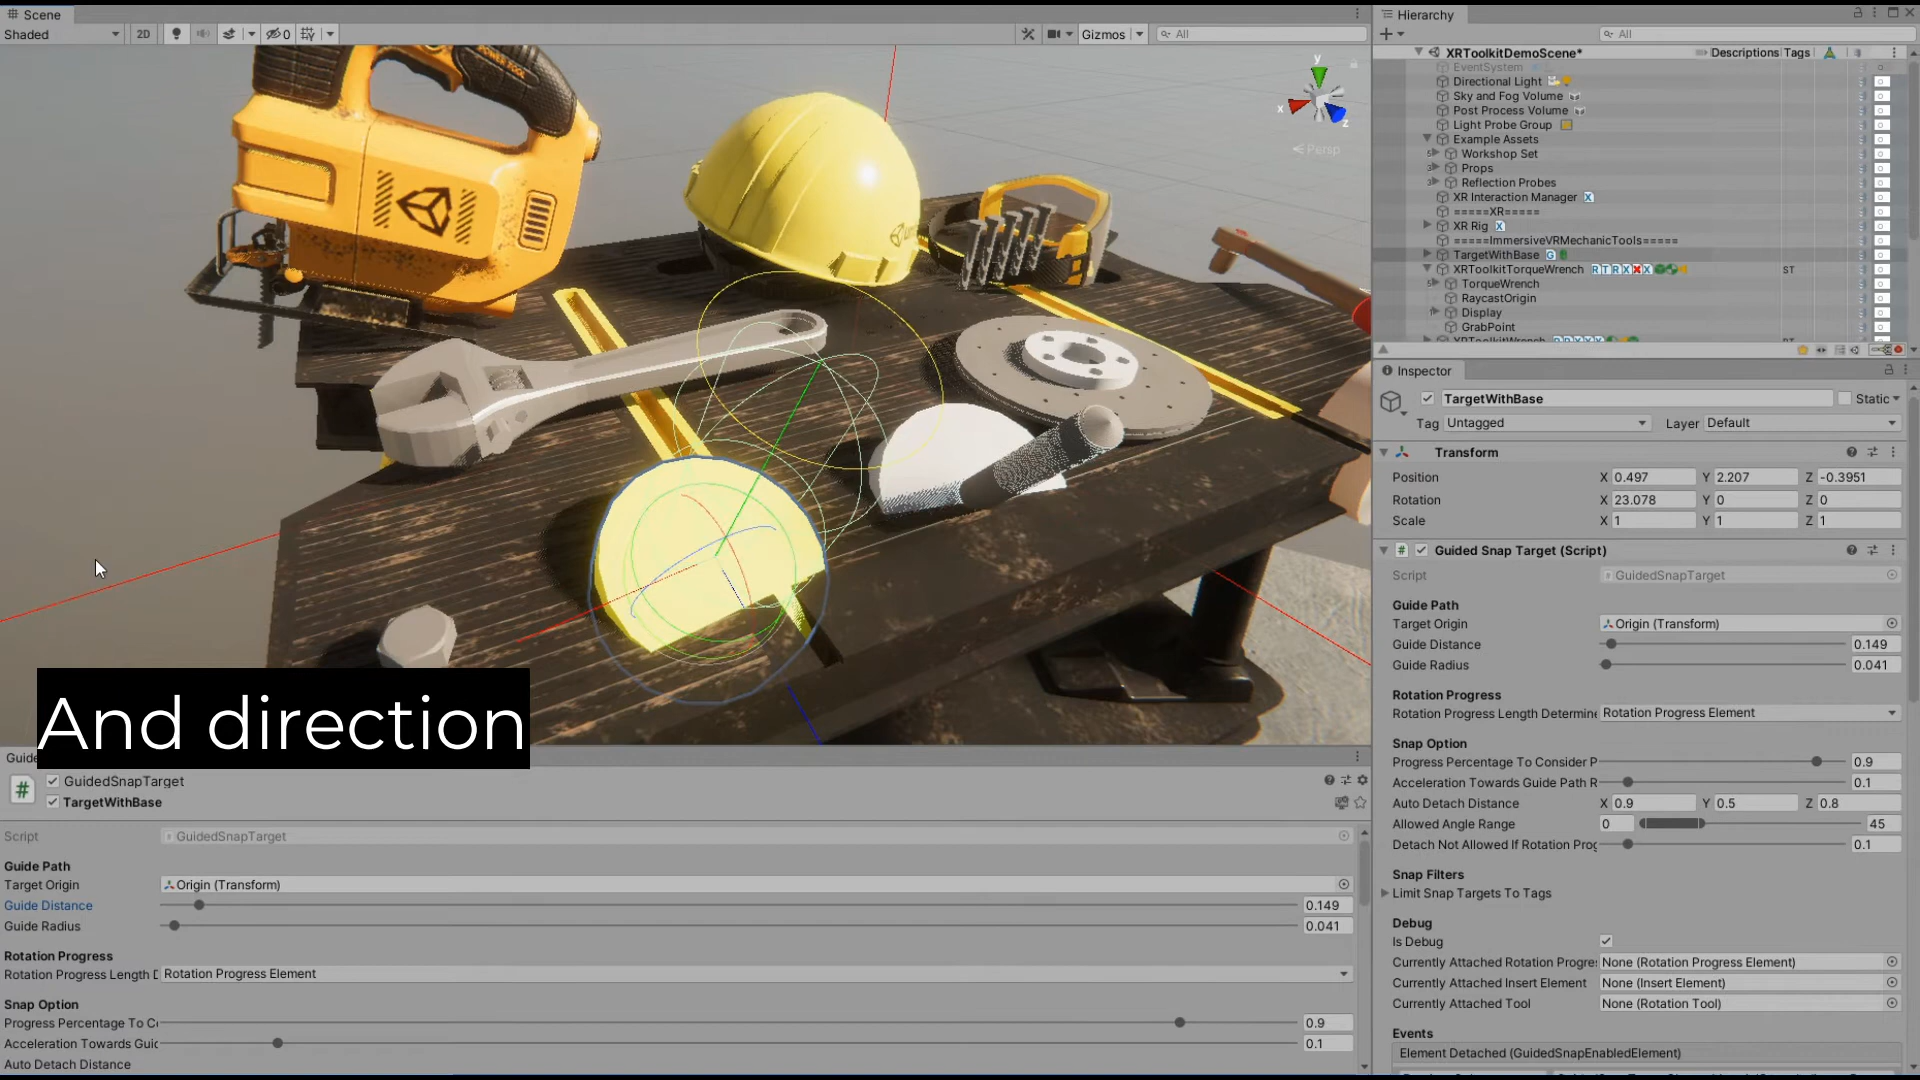 Scene
Shaded
2D
0
Gizmos
All
POWER TOOL
y
x
z
Persp
And direction
GuidedSnapTarget
TargetWithBase
Script
GuidedSnapTarget
Guide Path
Target Origin
Origin (Transform)
Guide Distance
0.149
Guide Radius
0.041
Rotation Progress
Rotation Progress Length D
Rotation Progress Element
Snap Option
Progress Percentage To C
0.9
Acceleration Towards Guid
0.1
Auto Detach Distance
Hierarchy
All
XRToolkitDemoScene*
Descriptions Tags
EventSystem
Directional Light
Sky and Fog Volume
Post Process Volume
Light Probe Group
Example Assets
Workshop Set
Props
Reflection Probes
XR Interaction Manager
=====XR=====
XR Rig
=====ImmersiveVRMechanicTools=====
TargetWithBase
XRToolkitTorqueWrench
ST
TorqueWrench
RaycastOrigin
Display
GrabPoint
XRToolkitWrench
Inspector
TargetWithBase
Static
Tag Untagged
Layer Default
Transform
Position
X 0.497 Y 2.207 Z -0.3951
Rotation
X 23.078 Y 0 Z 0
Scale
X 1 Y 1 Z 1
Guided Snap Target (Script)
Script
GuidedSnapTarget
Guide Path
Target Origin
Origin (Transform)
Guide Distance
0.149
Guide Radius
0.041
Rotation Progress
Rotation Progress Length Determine
Rotation Progress Element
Snap Option
Progress Percentage To Consider P
0.9
Acceleration Towards Guide Path R
0.1
Auto Detach Distance
X 0.9 Y 0.5 Z 0.8
Allowed Angle Range
0
45
Detach Not Allowed If Rotation Prog
0.1
Snap Filters
Limit Snap Targets To Tags
Debug
Is Debug
Currently Attached Rotation Progres
None (Rotation Progress Element)
Currently Attached Insert Element
None (Insert Element)
Currently Attached Tool
None (Rotation Tool)
Events
Element Detached (GuidedSnapEnabledElement)